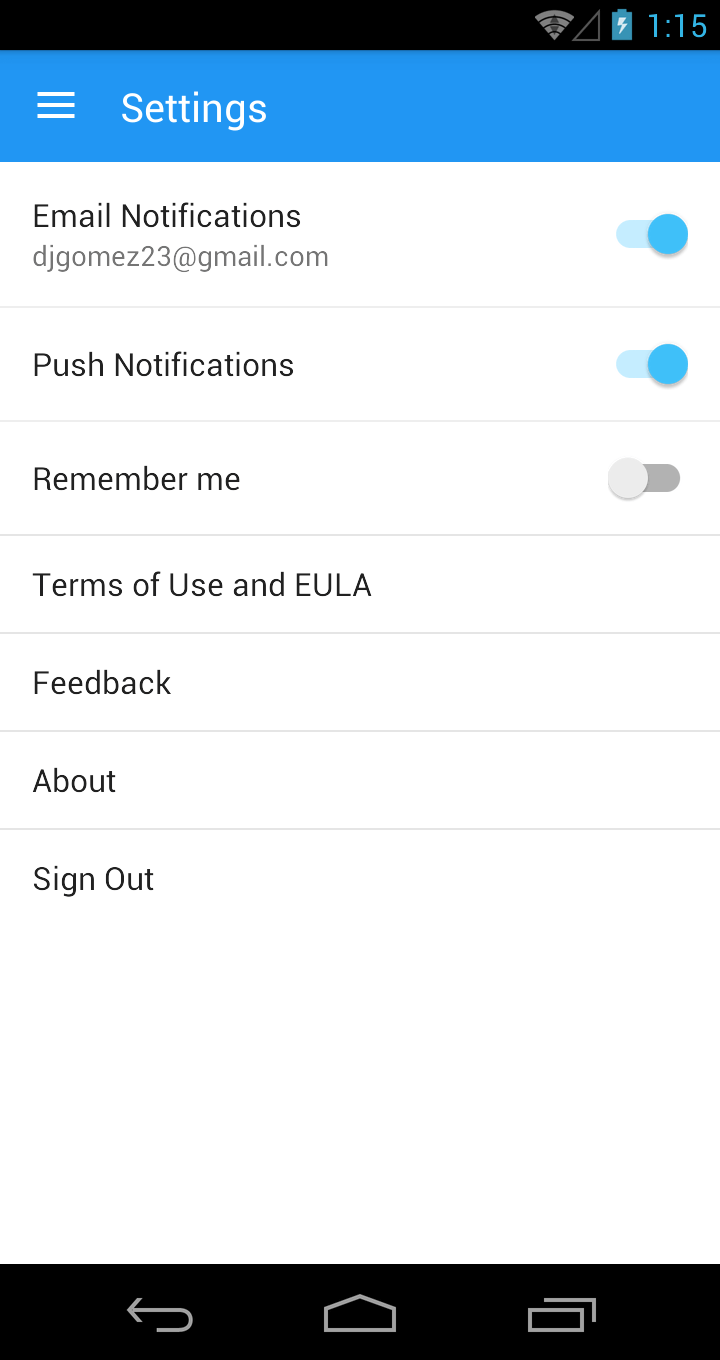 1:15
Settings
Email Notifications
djgomez23@gmail.com
Push Notifications
Remember me
Terms of Use and EULA
Feedback
About
Sign Out